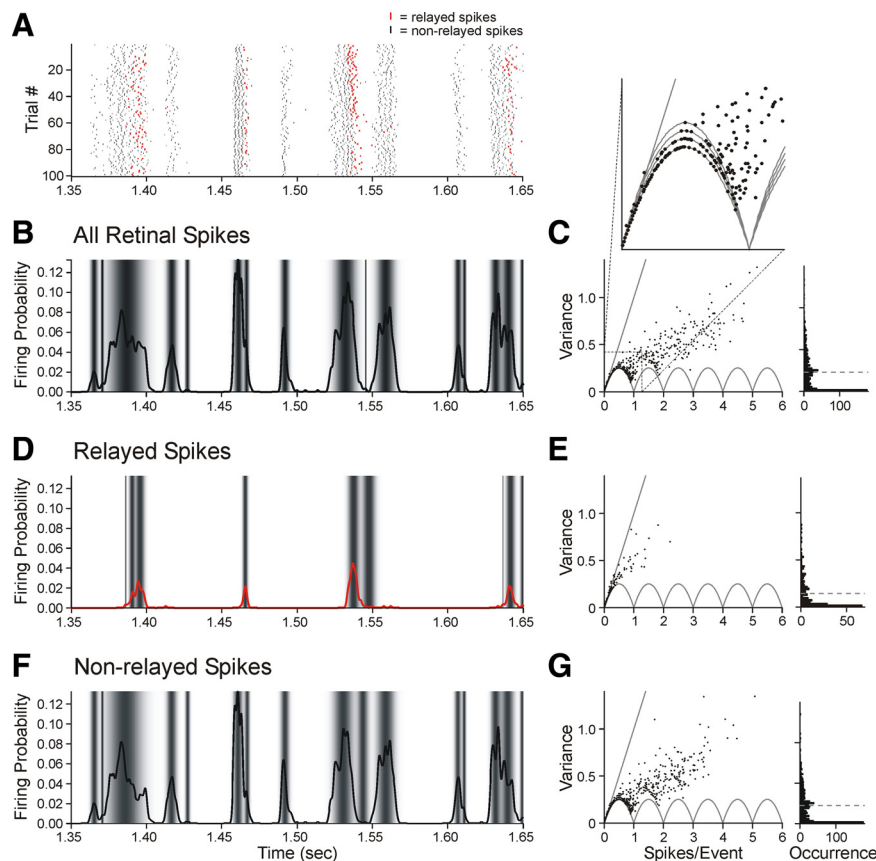 A
= relayed spikes
= non-relayed spikes
Trial #
20
40
60
80
100
1.35 1.40 1.45 1.50 1.55 1.60 1.65
B All Retinal Spikes
Firing Probability
0.12
0.10
0.08
0.06
0.04
0.02
0.00
1.35 1.40 1.45 1.50 1.55 1.60 1.65
C
Variance
1.0
0.5
0
0 1 2 3 4 5 6
0 100
D Relayed Spikes
Firing Probability
0.12
0.10
0.08
0.06
0.04
0.02
0.00
1.35 1.40 1.45 1.50 1.55 1.60 1.65
E
Variance
1.0
0.5
0
0 1 2 3 4 5 6
0 50
F Non-relayed Spikes
Firing Probability
0.12
0.10
0.08
0.06
0.04
0.02
0.00
1.35 1.40 1.45 1.50 1.55 1.60 1.65
Time (sec)
G
Variance
1.0
0.5
0
0 1 2 3 4 5 6
Spikes/Event
0 100
Occurrence